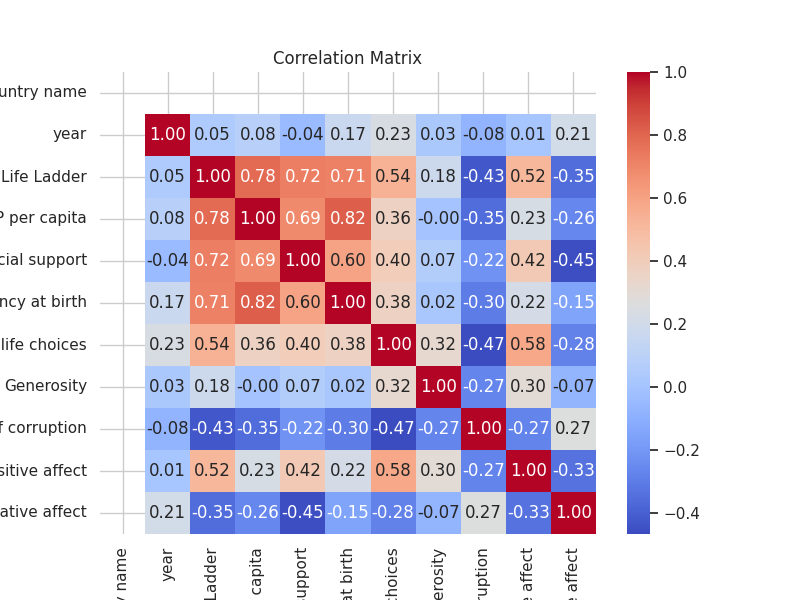 Correlation Matrix
untry name
year 1.00 0.05 0.08 -0.04 0.17 0.23 0.03 -0.08 0.01 0.21
Life Ladder 0.05 1.00 0.78 0.72 0.71 0.54 0.18 -0.43 0.52 -0.35
P per capita 0.08 0.78 1.00 0.69 0.82 0.36 -0.00 -0.35 0.23 -0.26
cial support -0.04 0.72 0.69 1.00 0.60 0.40 0.07 -0.22 0.42 -0.45
ncy at birth 0.17 0.71 0.82 0.60 1.00 0.38 0.02 -0.30 0.22 -0.15
life choices 0.23 0.54 0.36 0.40 0.38 1.00 0.32 -0.47 0.58 -0.28
Generosity 0.03 0.18 -0.00 0.07 0.02 0.32 1.00 -0.27 0.30 -0.07
f corruption -0.08 -0.43 -0.35 -0.22 -0.30 -0.47 -0.27 1.00 -0.27 0.27
sitive affect 0.01 0.52 0.23 0.42 0.22 0.58 0.30 -0.27 1.00 -0.33
ative affect 0.21 -0.35 -0.26 -0.45 -0.15 -0.28 -0.07 0.27 -0.33 1.00
y name
year
Ladder
capita
support
at birth
choices
erosity
ruption
e affect
e affect
1.0
0.8
0.6
0.4
0.2
0.0
−0.2
−0.4